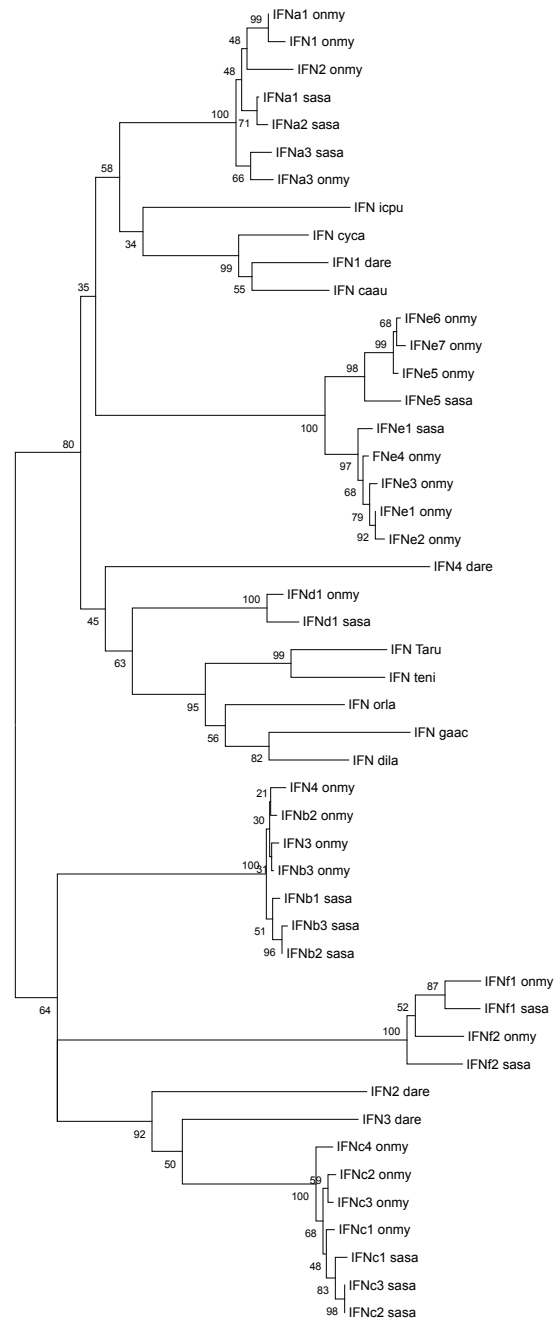 IFNa1 onmy
99
IFN1 onmy
48
IFN2 onmy
48
IFNa1 sasa
100
71
IFNa2 sasa
IFNa3 sasa
66
IFNa3 onmy
58
IFN icpu
34
IFN cyca
99
IFN1 dare
55
IFN caau
35
IFNe6 onmy
68
IFNe7 onmy
99
IFNe5 onmy
98
IFNe5 sasa
100
IFNe1 sasa
80
FNe4 onmy
97
IFNe3 onmy
68
IFNe1 onmy
79
IFNe2 onmy
92
IFN4 dare
45
IFNd1 onmy
100
IFNd1 sasa
63
IFN Taru
99
IFN teni
95
IFN orla
56
IFN gaac
82
IFN dila
IFN4 onmy
21
IFNb2 onmy
30
IFN3 onmy
100
31
IFNb3 onmy
IFNb1 sasa
51
IFNb3 sasa
96
IFNb2 sasa
IFNf1 onmy
87
64
IFNf1 sasa
52
IFNf2 onmy
100
IFNf2 sasa
IFN2 dare
92
IFN3 dare
50
IFNc4 onmy
59
IFNc2 onmy
100
IFNc3 onmy
68
IFNc1 onmy
48
IFNc1 sasa
83
IFNc3 sasa
98
IFNc2 sasa